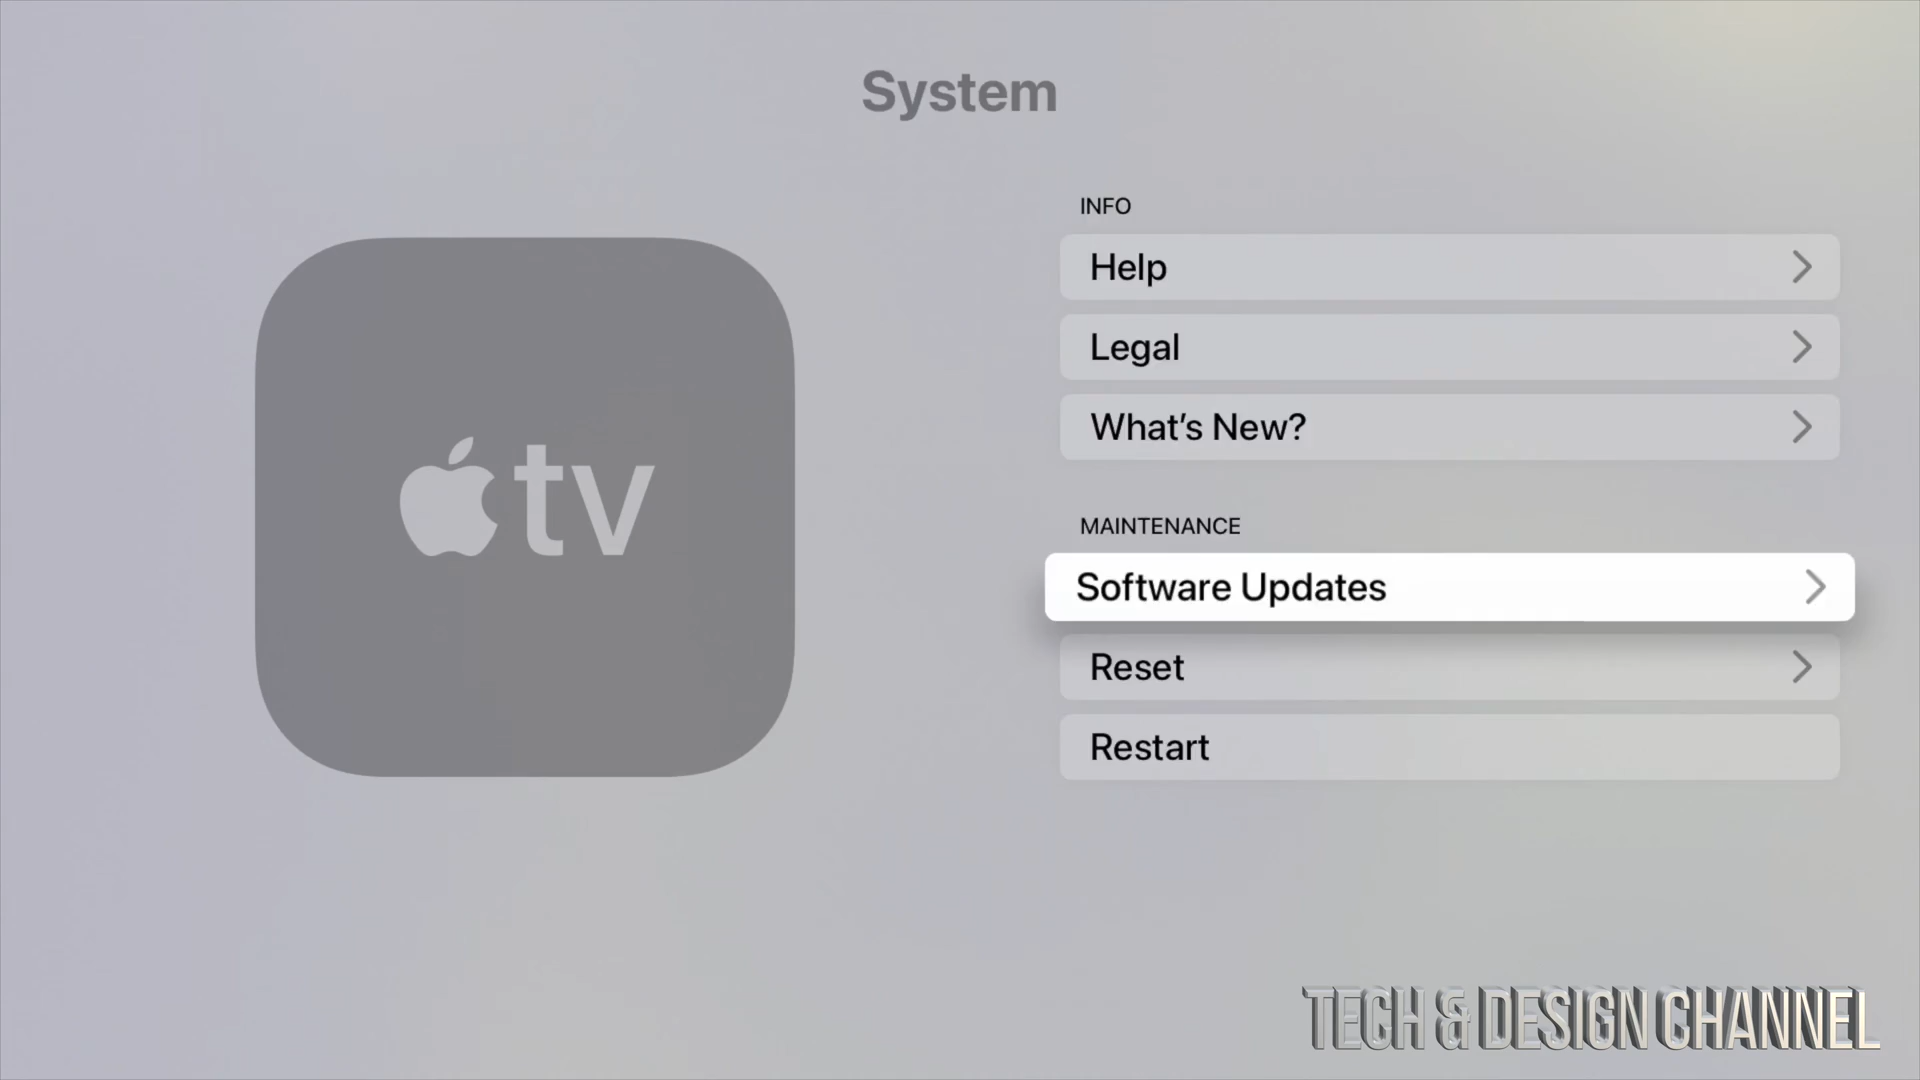 System
tv
INFO
Help
Legal
What's New?
MAINTENANCE
Software Updates
Reset
Restart
TECH & DESIGN CHANNEL